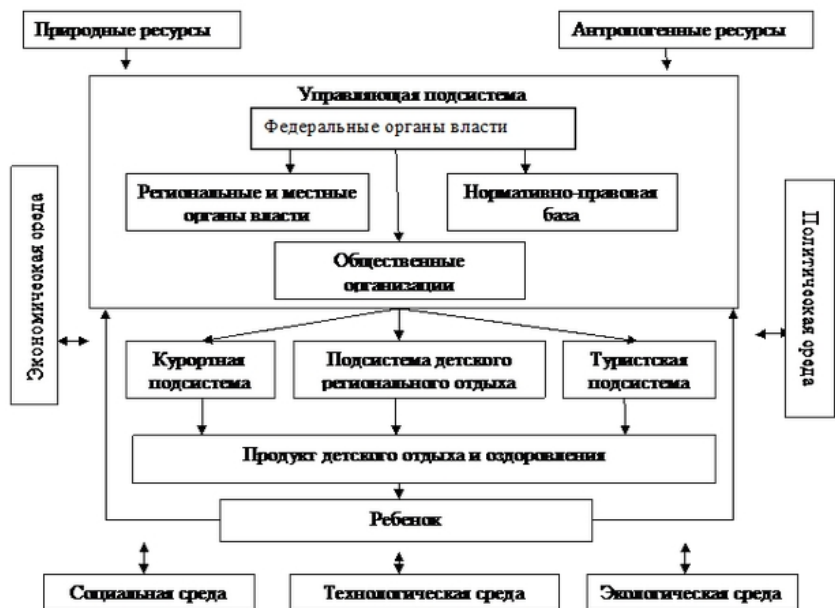 Природные ресурсы
Антропогенные ресурсы
Управляющая подсистема
Федеральные органы власти
Региональные и местные
органы власти
Нормативно-правовая
база
Общественные
организации
Экономическая среда
Политическая среда
Курортная
подсистема
Подсистема детского
регионального отдыха
Туристская
подсистема
Продукт детского отдыха и оздоровления
Ребенок
Социальная среда
Технологическая среда
Экологическая среда